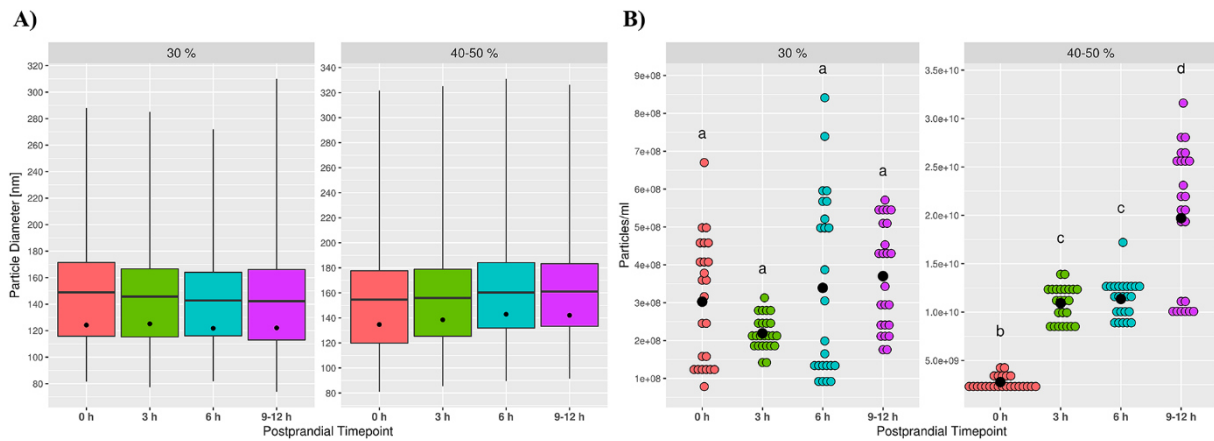 A)
30 %
40-50 %
Particle Diameter [nm]
320
300
280
260
240
220
200
180
160
140
120
100
80
340
320
300
280
260
240
220
200
180
160
140
120
100
80
0 h
3 h
6 h
9-12 h
0 h
3 h
6 h
9-12 h
Postprandial Timepoint
B)
30 %
40-50 %
Particles/ml
9e+08
8e+08
7e+08
6e+08
5e+08
4e+08
3e+08
2e+08
1e+08
a
a
a
a
3.5e+10
3.0e+10
2.5e+10
2.0e+10
1.5e+10
1.0e+10
5.0e+09
b
c
c
d
0 h
3 h
6 h
9-12 h
0 h
3 h
6 h
9-12 h
Postprandial Timepoint